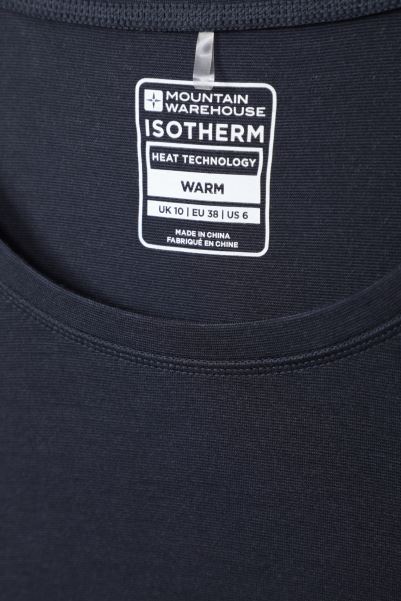 MOUNTAIN
WAREHOUSE
ISOTHERM
HEAT TECHNOLOGY
WARM
UK 10 | EU 38 | US 6
MADE IN CHINA
FABRIQUÉ EN CHINE